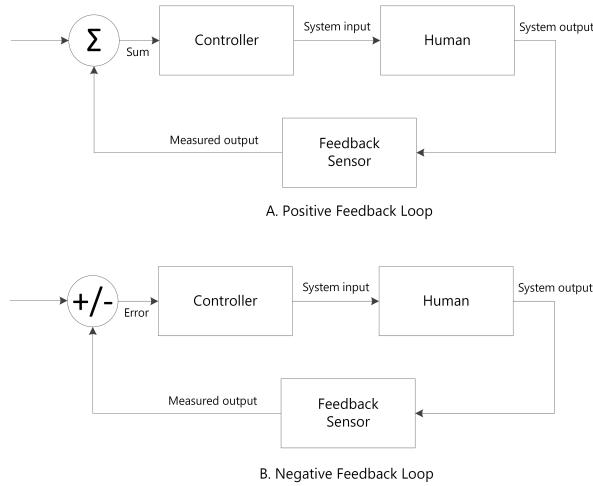 Σ
Sum
Controller
System input
Human
System output
Measured output
Feedback
Sensor
A. Positive Feedback Loop
+/-
Error
Controller
System input
Human
System output
Measured output
Feedback
Sensor
B. Negative Feedback Loop